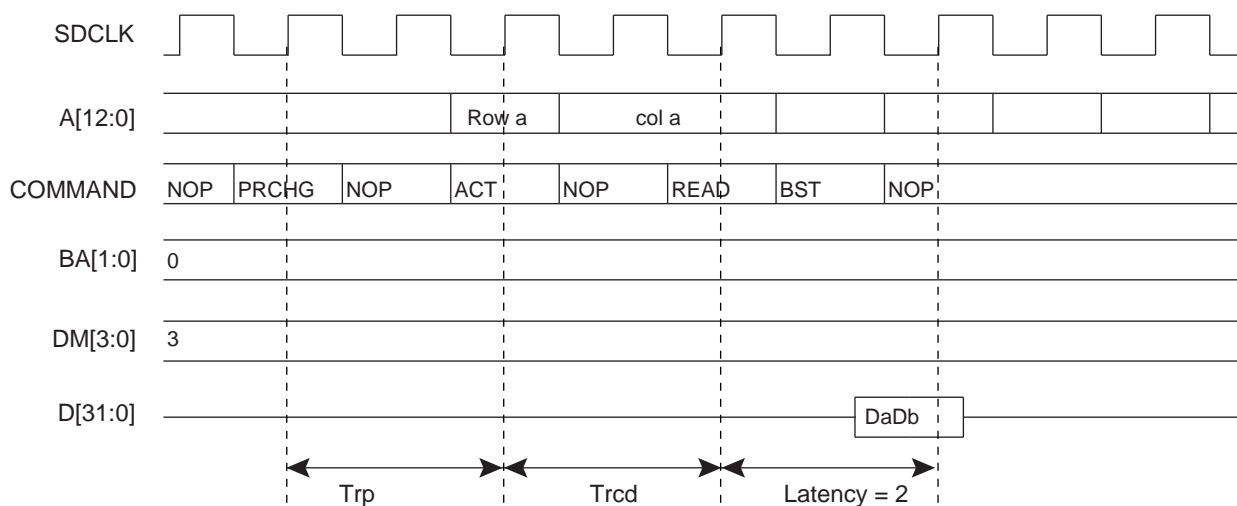 SDCLK
A[12:0] Row a col a
COMMAND NOP PRCHG NOP ACT NOP READ BST NOP
BA[1:0] 0
DM[3:0] 3
D[31:0] DaDb
Trp Trcd Latency = 2